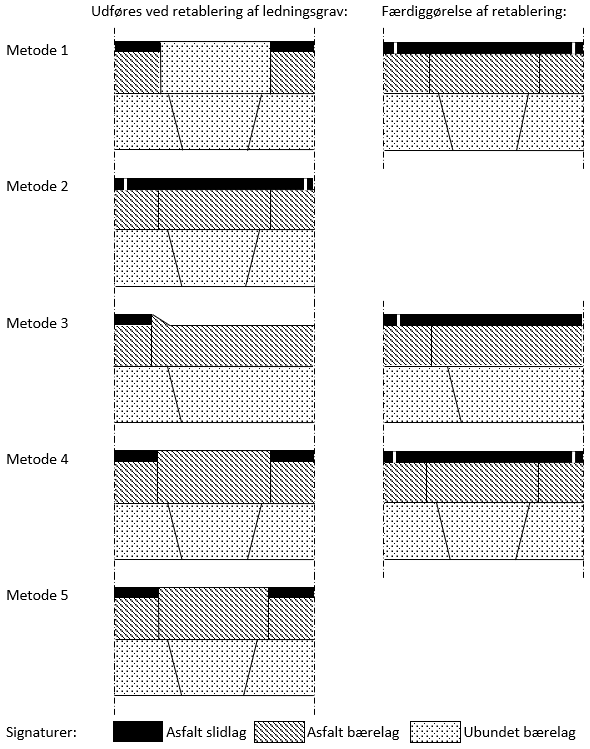 Udføres ved retablering af ledningsgrav: Færdiggørelse af retablering:
Metode 1
Metode 2
Metode 3
Metode 4
Metode 5
Signaturer: Asfalt slidlag Asfalt bærelag Ubundet bærelag